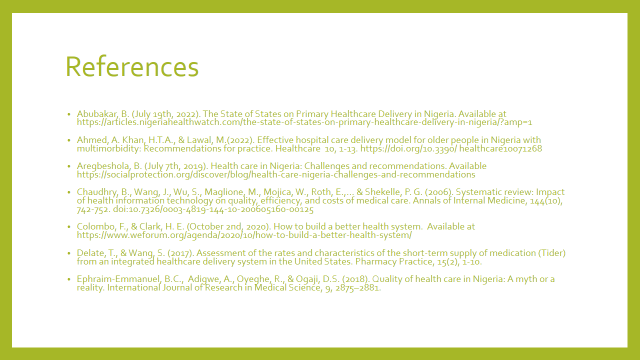 References
• Abubakar, B. (July 19th, 2022). The State of States on Primary Healthcare Delivery in Nigeria. Available at
https://articles.nigeriahealthwatch.com/the-state-of-states-on-primary-healthcare-delivery-in-nigeria/?amp=1
• Ahmed, A. Khan, H.T.A., & Lawal, M.(2022). Effective hospital care delivery model for older people in Nigeria with
multimorbidity: Recommendations for practice. Healthcare 10, 1-13. https://doi.org/10.3390/ healthcare10071268
• Aregbeshola, B. (July 7th, 2019). Health care in Nigeria: Challenges and recommendations. Available
https://socialprotection.org/discover/blog/health-care-nigeria-challenges-and-recommendations
• Chaudhry, B., Wang, J., Wu, S., Maglione, M., Mojica, W., Roth, E.,... & Shekelle, P. G. (2006). Systematic review: Impact
of health information technology on quality, efficiency, and costs of medical care. Annals of Internal Medicine, 144(10),
742-752. doi:10.7326/0003-4819-144-10-200605160-00125
• Colombo, F., & Clark, H. E. (October 2nd, 2020). How to build a better health system.  Available at
https://www.weforum.org/agenda/2020/10/how-to-build-a-better-health-system/
• Delate, T., & Wang, S. (2017). Assessment of the rates and characteristics of the short-term supply of medication (Tider)
from an integrated healthcare delivery system in the United States. Pharmacy Practice, 15(2), 1-10.
• Ephraim-Emmanuel, B.C.,  Adigwe, A., Oyeghe, R., & Ogaji, D.S. (2018). Quality of health care in Nigeria: A myth or a
reality. International Journal of Research in Medical Science, 9, 2875–2881.